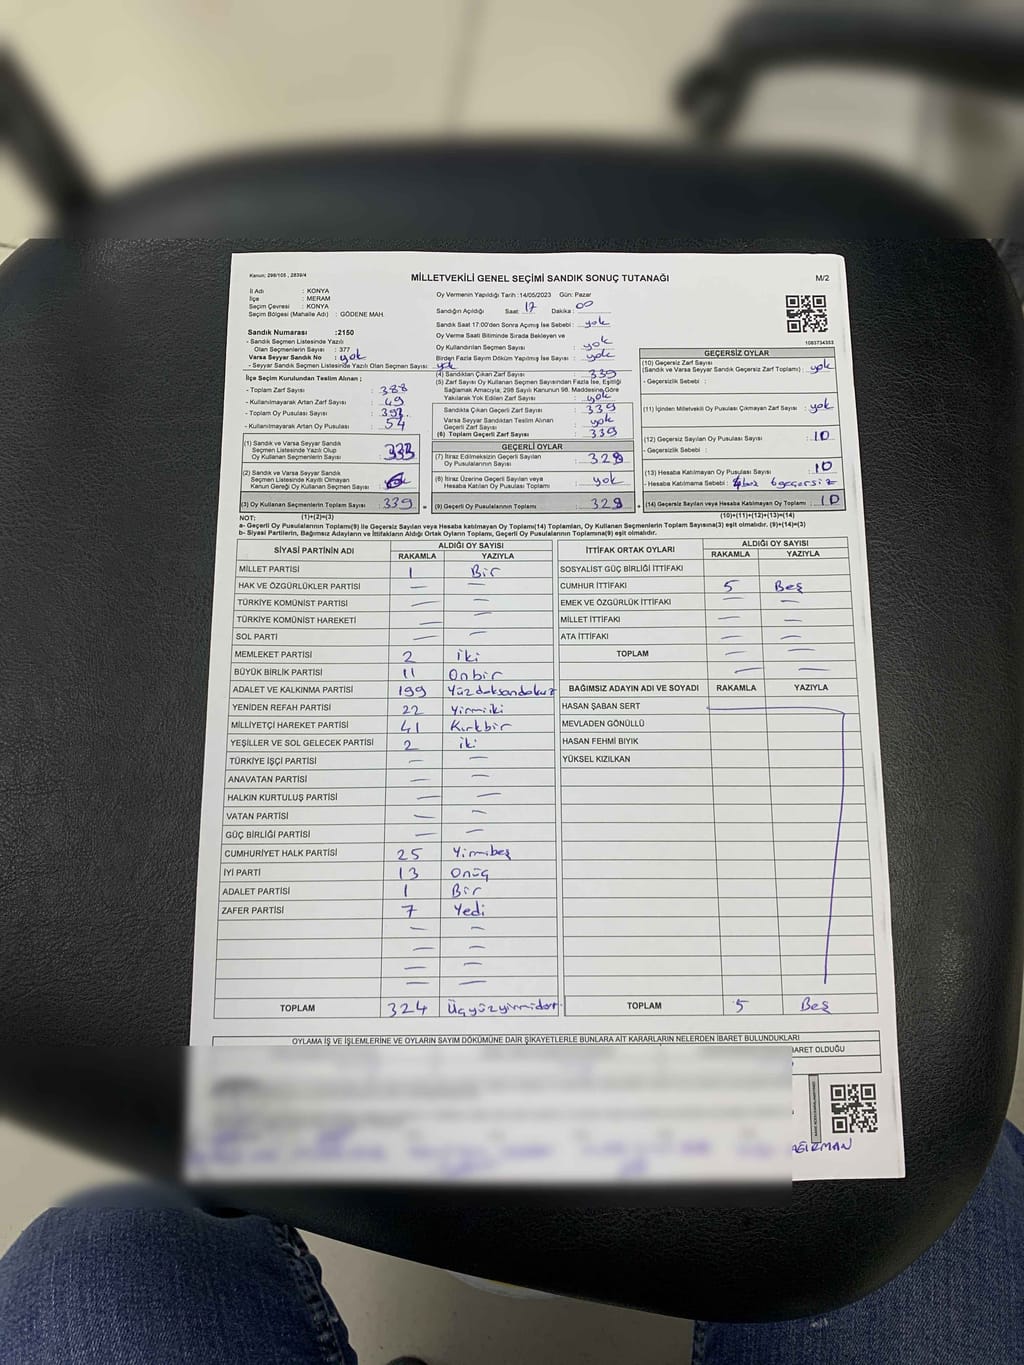 Kanun: 298/105 , 2839/4
MİLLETVEKİLİ GENEL SEÇİMİ SANDIK SONUÇ TUTANAĞI
M/2
İl Adı : KONYA
İlçe : MERAM
Seçim Çevresi : KONYA
Seçim Bölgesi (Mahalle Adı) : GÖDENE MAH.
Sandık Numarası :2150
- Sandık Seçmen Listesinde Yazılı
Olan Seçmenlerin Sayısı : 377
Varsa Seyyar Sandık No : yok
- Seyyar Sandık Seçmen Listesinde Yazılı Olan Seçmen Sayısı : yok
İlçe Seçim Kurulundan Teslim Alınan ;
- Toplam Zarf Sayısı : 388
- Kullanılmayarak Artan Zarf Sayısı : 49
- Toplam Oy Pusulası Sayısı :
- Kullanılmayarak Artan Oy Pusulası : 54
(1) Sandık ve Varsa Seyyar Sandık
Seçmen Listesinde Yazılı Olup
Oy Kullanan Seçmenlerin Sayısı :
(2) Sandık ve Varsa Seyyar Sandık
Seçmen Listesinde Kayıtlı Olmayan
Kanun Gereği Oy Kullanan Seçmen Sayısı :
(3) Oy Kullanan Seçmenlerin Toplam Sayısı : 339
Oy Vermenin Yapıldığı Tarih :14/05/2023 Gün: Pazar
Sandığın Açıldığı Saat: 17 Dakika : 00
Sandık Saat 17:00'den Sonra Açımış İse Sebebi : yok
Oy Verme Saati Bitiminde Sırada Bekleyen ve
Oy Kullandırılan Seçmen Sayısı : yok
Birden Fazla Sayım Döküm Yapılmış İse Sayısı : yok
(4) Sandıktan Çıkan Zarf Sayısı : 339
(5) Zarf Sayısı Oy Kullanan Seçmen Sayısından Fazla İse, Eşitliği
Sağlamak Amacıyla; 298 Sayılı Kanunun 98. Maddesine Göre
Yakılarak Yok Edilen Zarf Sayısı : yok
Sandıkta Çıkan Geçerli Zarf Sayısı : 339
Varsa Seyyar Sandıktan Teslim Alınan
Geçerli Zarf Sayısı : yok
(6) Toplam Geçerli Zarf Sayısı : 339
GEÇERLİ OYLAR
(7) İtiraz Edilmeksizin Geçerli Sayılan
Oy Pusulalarının Sayısı : 329
(8) İtiraz Üzerine Geçerli Sayılan veya
Hesaba Katılan Oy Pusulası Toplamı : yok
(9) Geçerli Oy Pusulalarının Toplamı : 329
1083734353
GEÇERSİZ OYLAR
(10) Geçersiz Zarf Sayısı
(Sandık ve Varsa Seyyar Sandık Geçersiz Zarf Toplamı) : yok
- Geçersizlik Sebebi :
(11) İçinden Milletvekili Oy Pusulası Çıkmayan Zarf Sayısı : yok
(12) Geçersiz Sayılan Oy Pusulası Sayısı : 10
- Geçersizlik Sebebi :
(13) Hesaba Katılmayan Oy Pusulası Sayısı : 10
- Hesaba Katılmama Sebebi : 6 geçersiz
(14) Geçersiz Sayılan veya Hesaba Katılmayan Oy Toplamı : 10
NOT: (1)+(2)=(3) (10)+(11)+(12)+(13)=(14)
a- Geçerli Oy Pusulalarının Toplamı(9) ile Geçersiz Sayılan veya Hesaba katılmayan Oy Toplamı(14) Toplamları, Oy Kullanan Seçmenlerin Toplam Sayısına(3) eşit olmalıdır. (9)+(14)=(3)
b- Siyasi Partilerin, Bağımsız Adayların ve İttifakların Aldığı Ortak Oyların Toplamı, Geçerli Oy Pusulalarının Toplamına(9) eşit olmalıdır.
SİYASİ PARTİNİN ADI ALDIĞI OY SAYISI
RAKAMLA YAZIYLA
MİLLET PARTİSİ 1 Bir
HAK VE ÖZGÜRLÜKLER PARTİSİ — —
TÜRKİYE KOMÜNİST PARTİSİ — —
TÜRKİYE KOMÜNİST HAREKETİ — —
SOL PARTİ — —
MEMLEKET PARTİSİ 2 iki
BÜYÜK BİRLİK PARTİSİ 11 Onbir
ADALET VE KALKINMA PARTİSİ 199 Yüzdoksandokuz
YENİDEN REFAH PARTİSİ 22 Yirmiiki
MİLLİYETÇİ HAREKET PARTİSİ 41 Kırkbir
YEŞİLLER VE SOL GELECEK PARTİSİ 2 iki
TÜRKİYE İŞÇİ PARTİSİ — —
ANAVATAN PARTİSİ — —
HALKIN KURTULUŞ PARTİSİ — —
VATAN PARTİSİ — —
GÜÇ BİRLİĞİ PARTİSİ — —
CUMHURİYET HALK PARTİSİ 25 Yirmibeş
İYİ PARTİ 13 Onüç
ADALET PARTİSİ 1 Bir
ZAFER PARTİSİ 7 Yedi
— —
— —
— —
— —
TOPLAM 324 Üçyüzyirmidört
İTTİFAK ORTAK OYLARI ALDIĞI OY SAYISI
RAKAMLA YAZIYLA
SOSYALİST GÜÇ BİRLİĞİ İTTİFAKI
CUMHUR İTTİFAKI 5 Beş
EMEK VE ÖZGÜRLÜK İTTİFAKI — —
MİLLET İTTİFAKI — —
ATA İTTİFAKI — —
TOPLAM — —
— —
BAĞIMSIZ ADAYIN ADI VE SOYADI RAKAMLA YAZIYLA
HASAN ŞABAN SERT
MEVLADEN GÖNÜLLÜ
HASAN FEHMİ BIYIK
YÜKSEL KIZILKAN
TOPLAM 5 Beş
OYLAMA İŞ VE İŞLEMLERİNE VE OYLARIN SAYIM DÖKÜMÜNE DAİR ŞİKAYETLERLE BUNLARA AİT KARARLARIN NELERDEN İBARET BULUNDUKLARI
BARET OLDUĞU